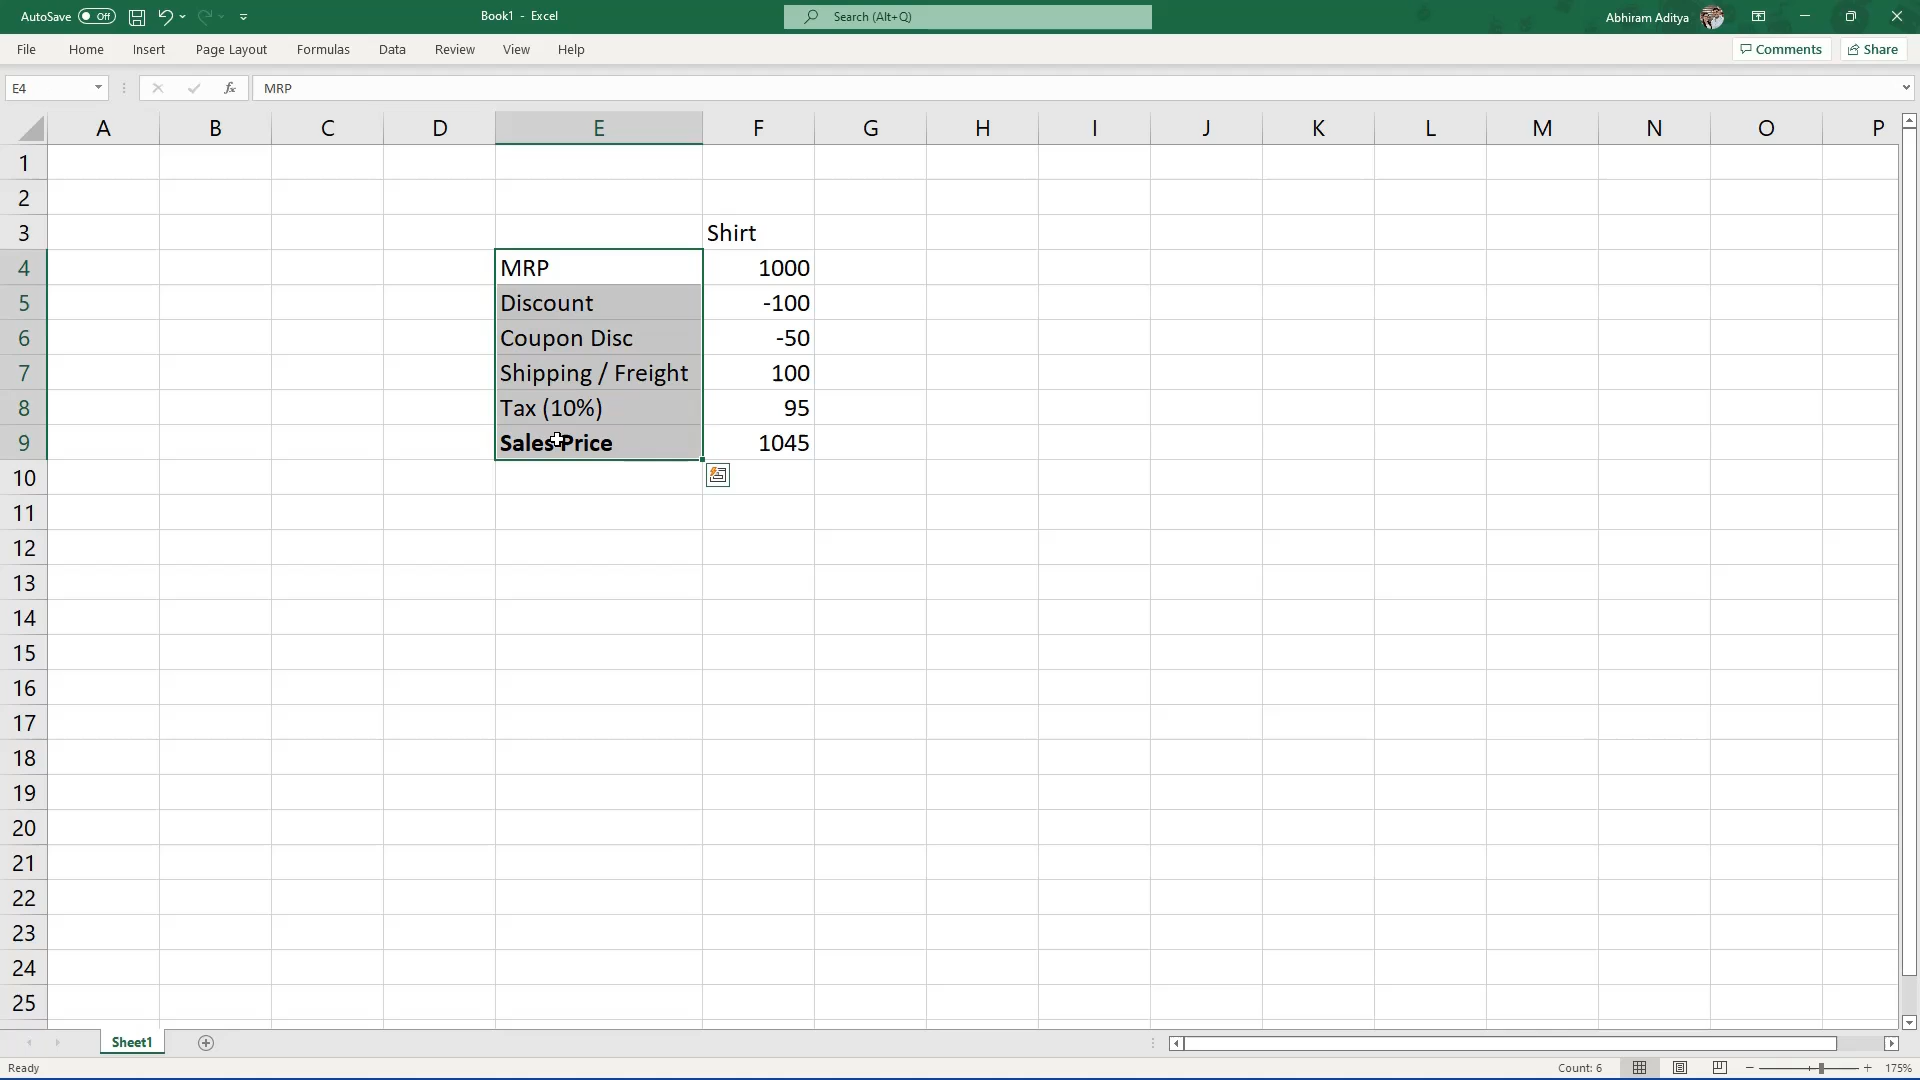 AutoSave Off Book1 - Excel Search (Alt+Q) Abhiram Aditya
File Home Insert Page Layout Formulas Data Review View Help Comments Share
E4 fx MRP
A B C D E F G H I J K L M N O P
1
2
3 Shirt
4 MRP 1000
5 Discount -100
6 Coupon Disc -50
7 Shipping / Freight 100
8 Tax (10%) 95
9 Sales Price 1045
10
11
12
13
14
15
16
17
18
19
20
21
22
23
24
25
Sheet1
Ready Count: 6 175%